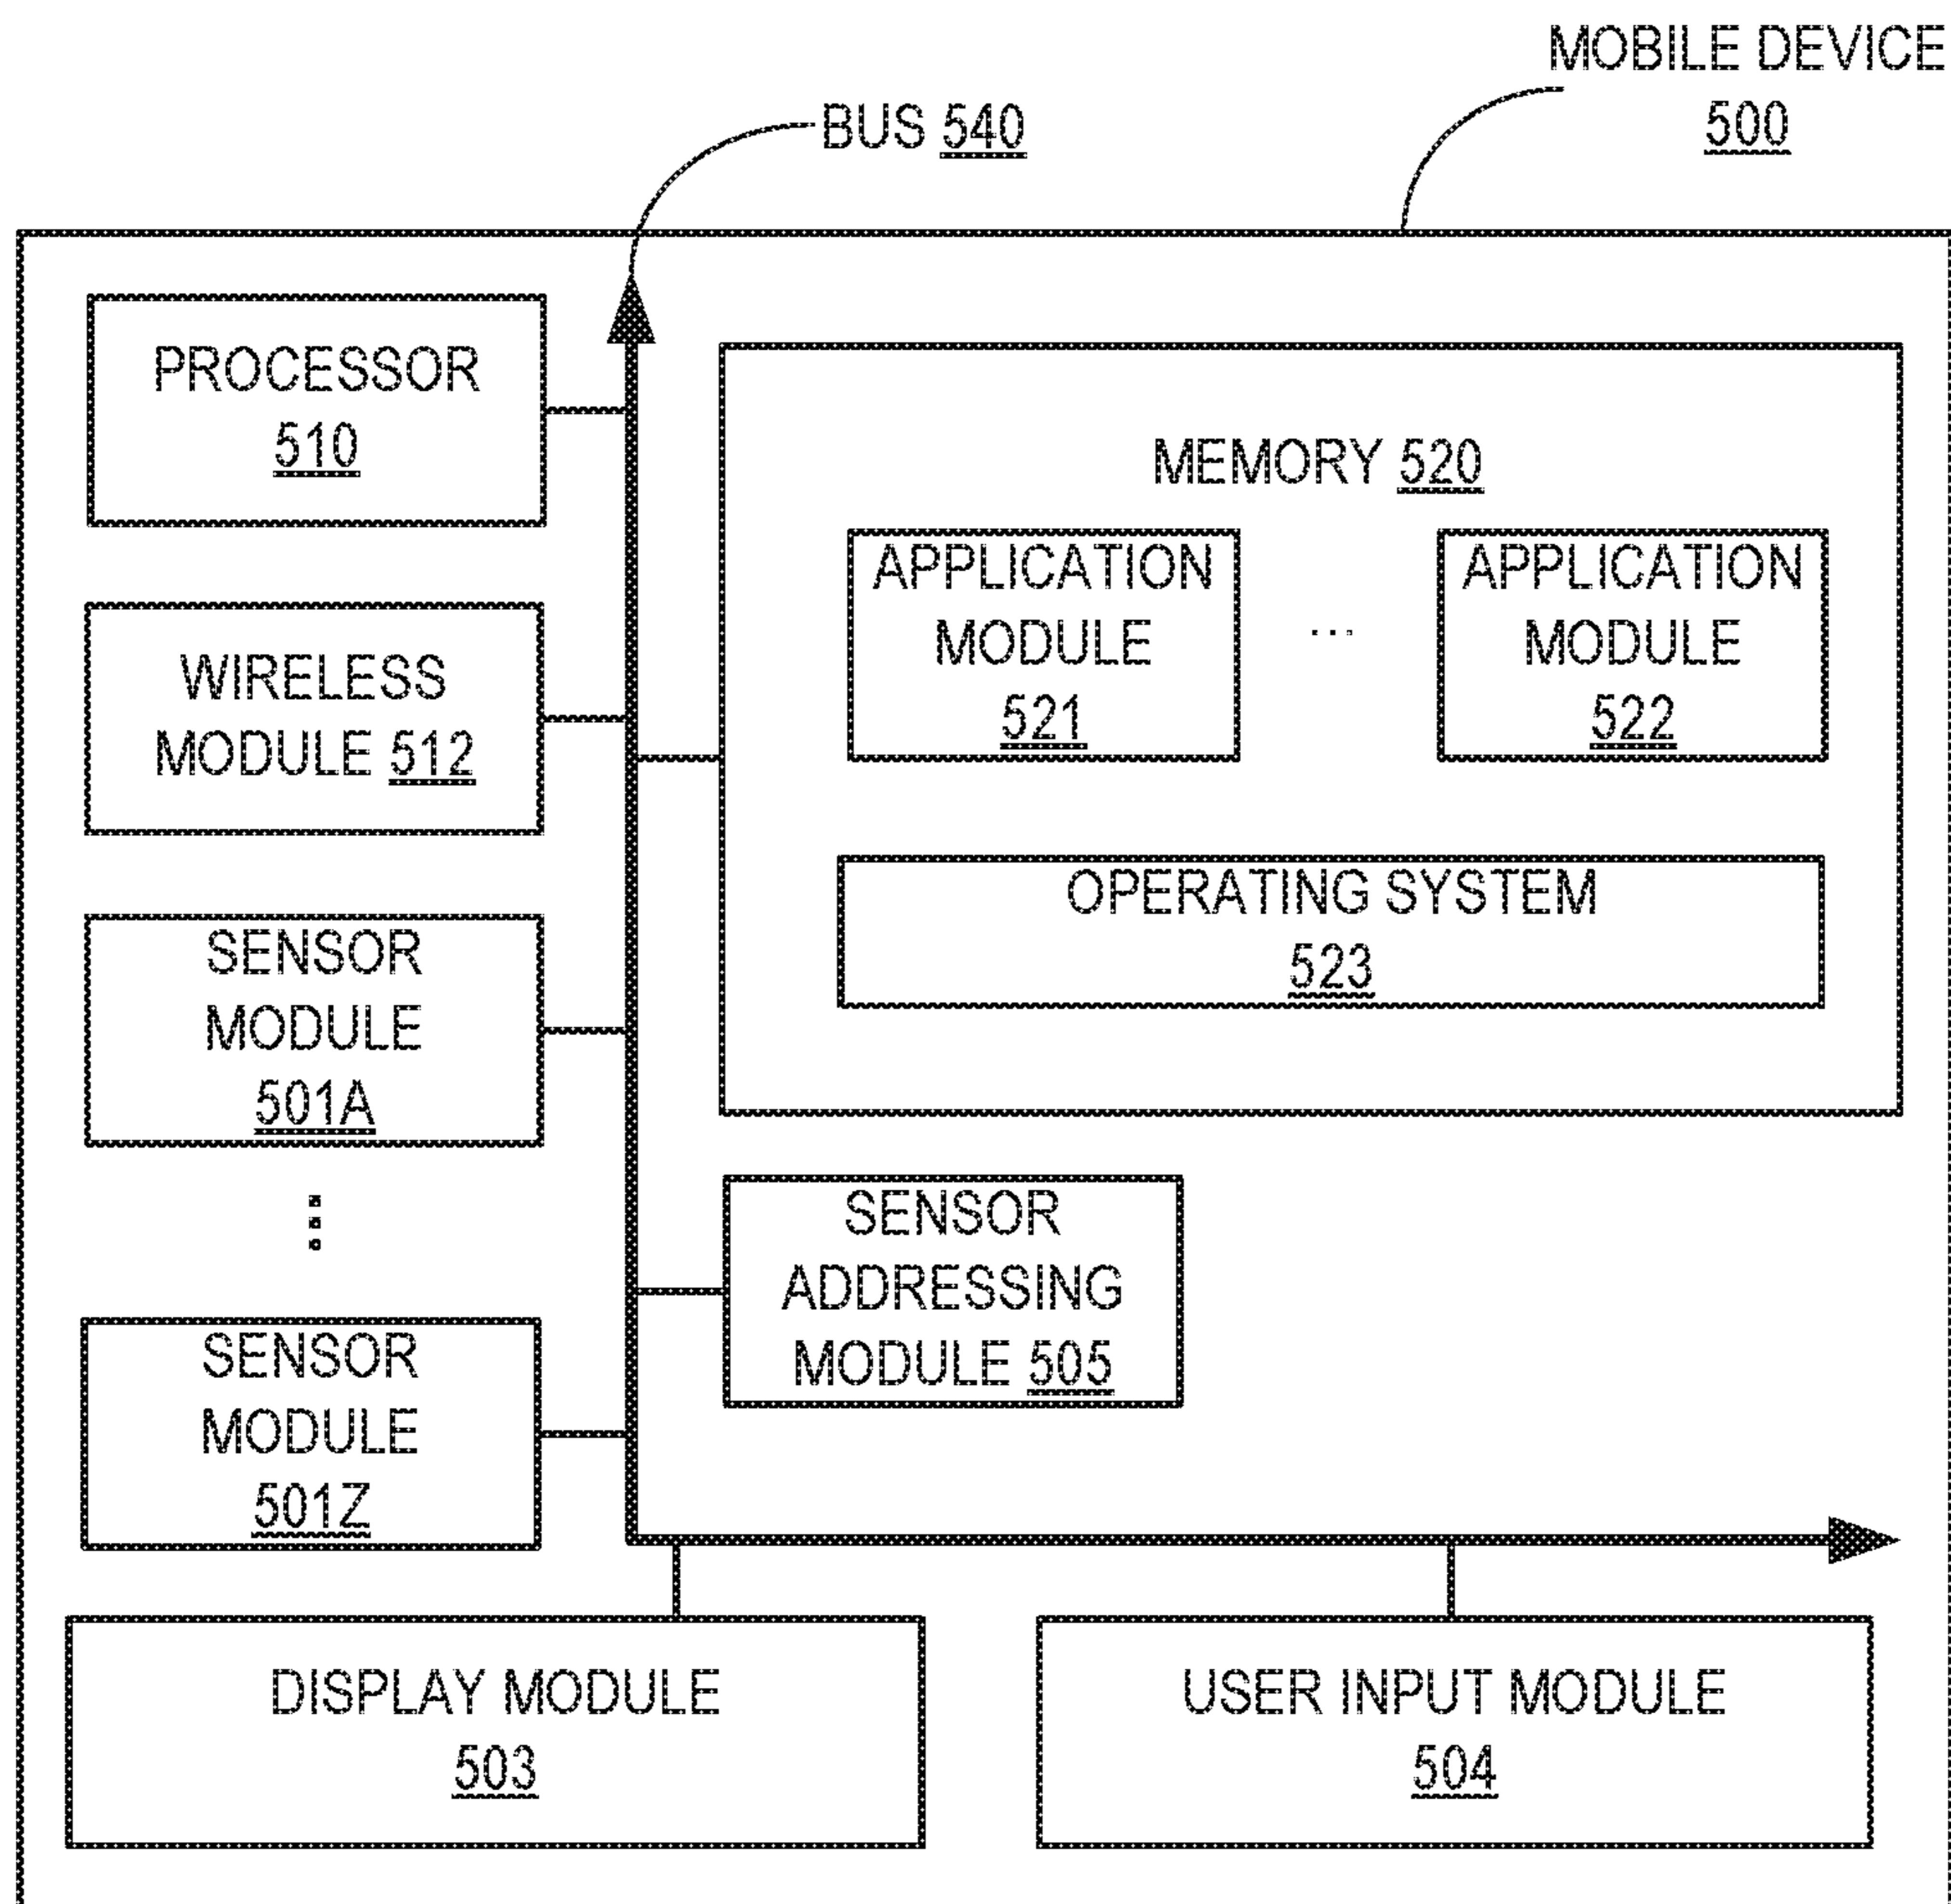 MOBILE DEVICE
500
BUS 540
PROCESSOR
510
MEMORY 520
APPLICATION
MODULE
521
...
APPLICATION
MODULE
522
WIRELESS
MODULE 512
OPERATING SYSTEM
523
SENSOR
MODULE
501A
SENSOR
ADDRESSING
MODULE 505
SENSOR
MODULE
501Z
DISPLAY MODULE
503
USER INPUT MODULE
504